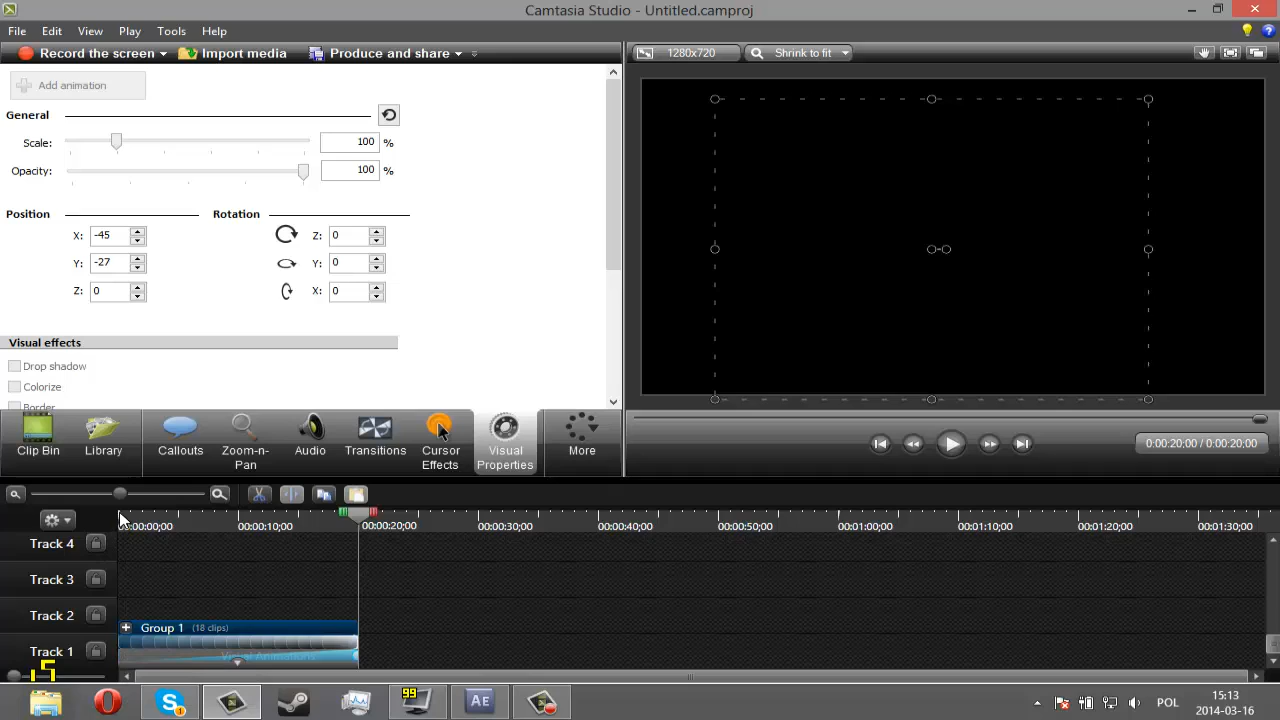 Camtasia Studio - Untitled.camproj
File Edit View Play Tools Help
Record the screen Import media Produce and share 1280x720 Shrink to fit
Add animation
General
Scale: 100 %
Opacity: 100 %
Position Rotation
X: -45 Z: 0
Y: -27 Y: 0
Z: 0 X: 0
Visual effects
Drop shadow
Colorize
Border
Clip Bin Library Callouts Zoom-n-Pan Audio Transitions Cursor Effects Visual Properties More
0:00:20;00 / 0:00:20;00
0:00:00;00 00:00:10;00 00:00:20;00 00:00:30;00 00:00:40;00 00:00:50;00 00:01:00;00 00:01:10;00 00:01:20;00 00:01:30;00
Track 4
Track 3
Track 2
Group 1 (18 clips)
Track 1 Visual Animations
15
99 Ae POL 15:13
2014-03-16